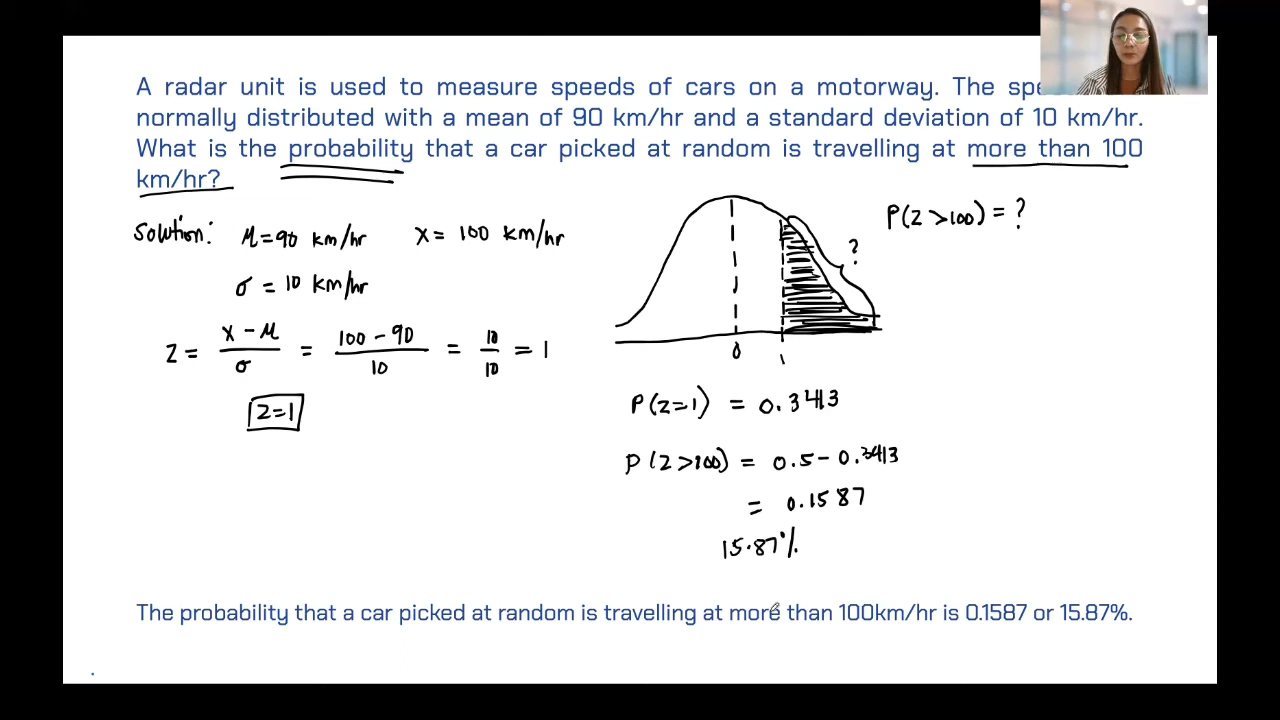 A radar unit is used to measure speeds of cars on a motorway. The spe
normally distributed with a mean of 90 km/hr and a standard deviation of 10 km/hr.
What is the probability that a car picked at random is travelling at more than 100
km/hr?
Solution: μ=90 km/hr x= 100 km/hr
σ = 10 km/hr
z = x - μ / σ = 100 - 90 / 10 = 10 / 10 = 1
z=1
P(z>100) = ?
?
0 1
P(z=1) = 0.3413
P(z>100) = 0.5 - 0.3413
= 0.1587
15.87%
The probability that a car picked at random is travelling at more than 100km/hr is 0.1587 or 15.87%.